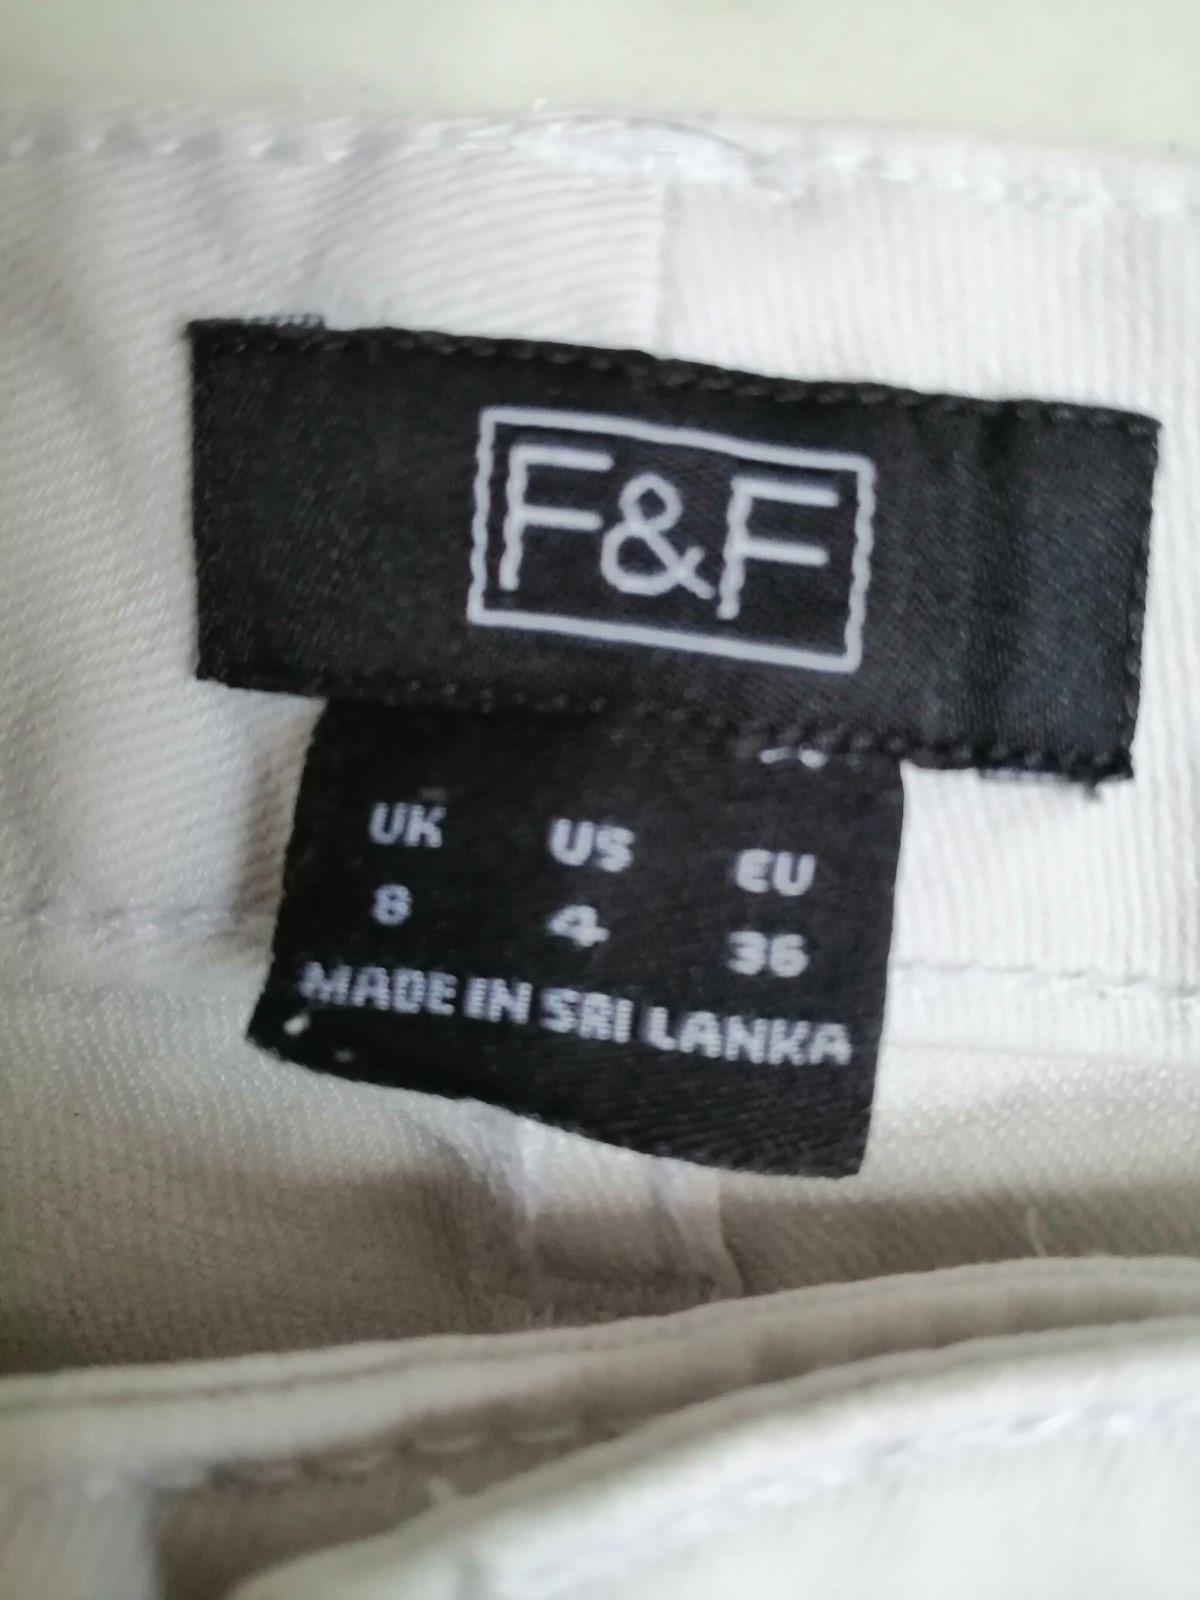 F&F
UK US EU
8 4 36
MADE IN SRI LANKA